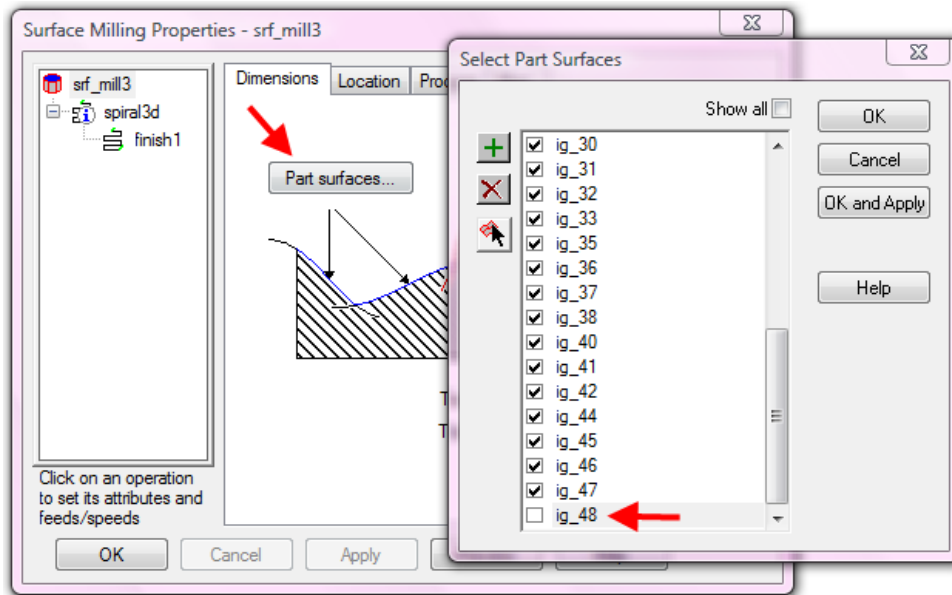 Surface Milling Properties - srf_mill3
srf_mill3
spiral3d
finish1
Click on an operation
to set its attributes and
feeds/speeds
Dimensions Location
Part surfaces...
OK Cancel Apply
Select Part Surfaces
Show all
ig_30
ig_31
ig_32
ig_33
ig_35
ig_36
ig_37
ig_38
ig_40
ig_41
ig_42
ig_44
ig_45
ig_46
ig_47
ig_48
OK
Cancel
OK and Apply
Help